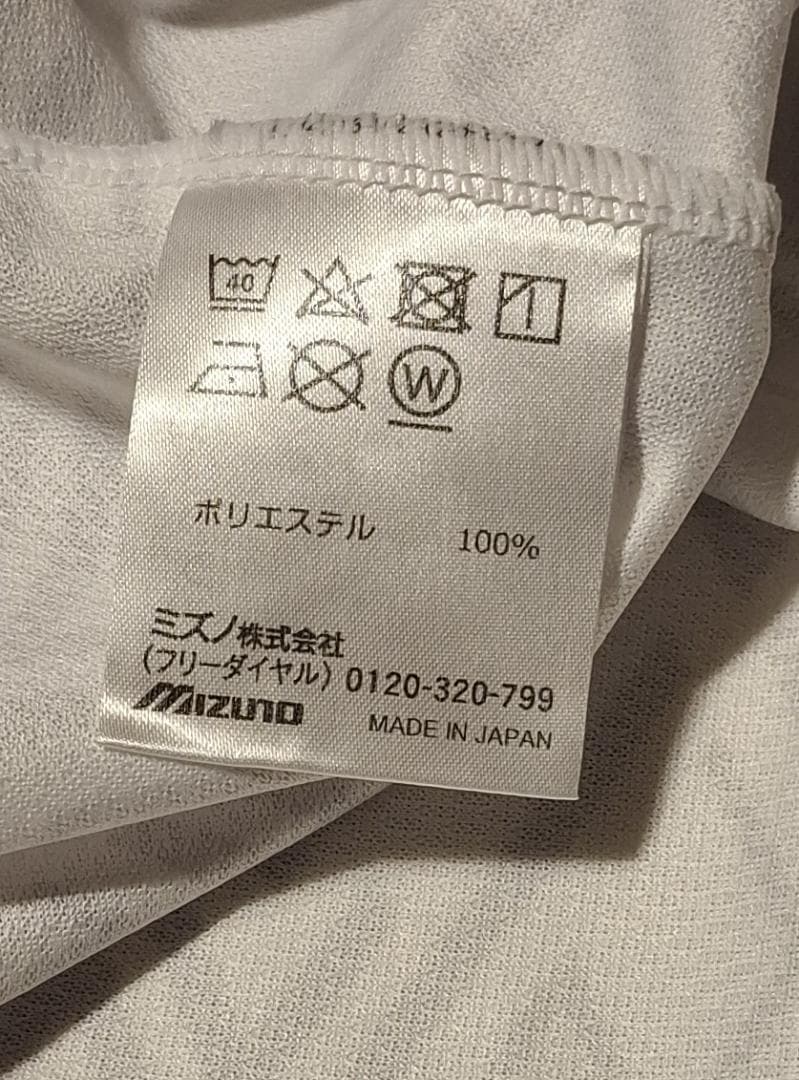 40
W
ポリエステル 100%
ミズノ株式会社
(フリーダイヤル) 0120-320-799
MIZUNO MADE IN JAPAN